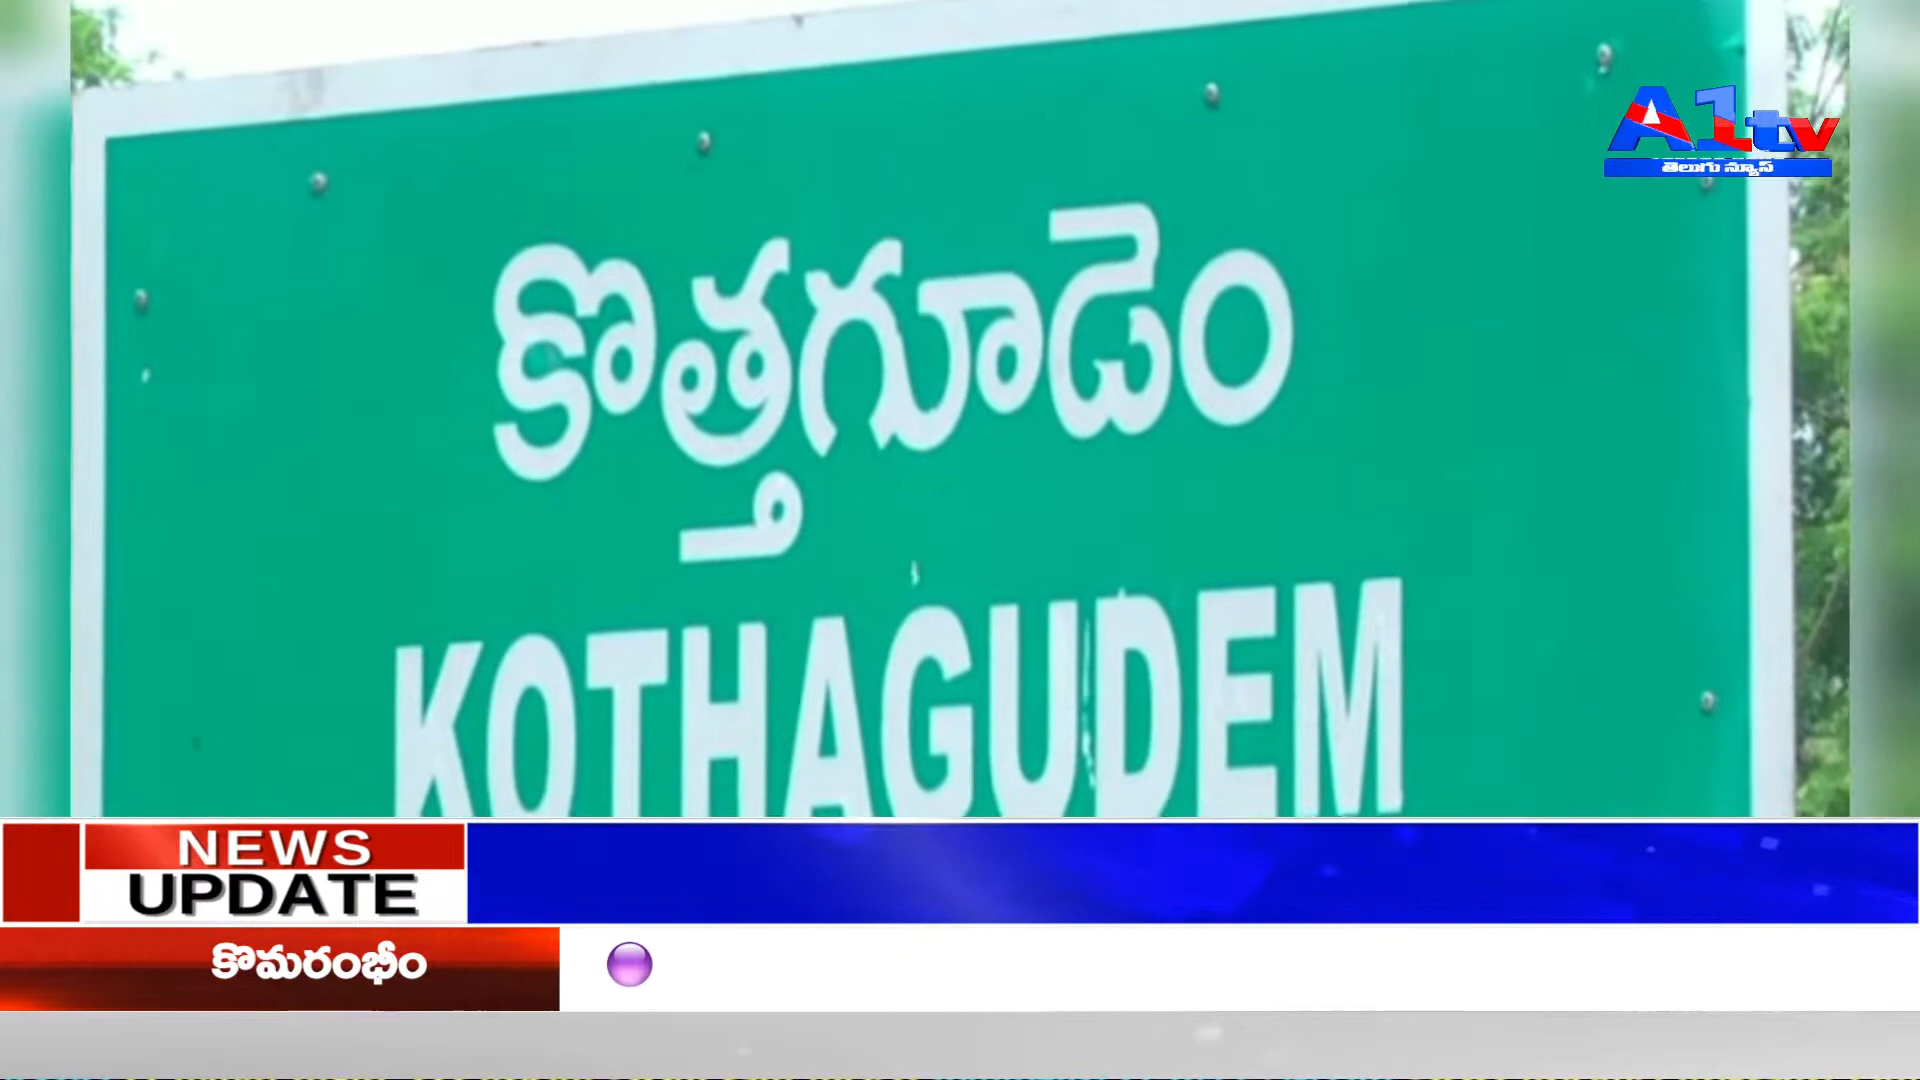 A1tv
తెలుగు న్యూస్
కొత్తగూడెం
KOTHAGUDEM
NEWS
UPDATE
కొమరంభీం